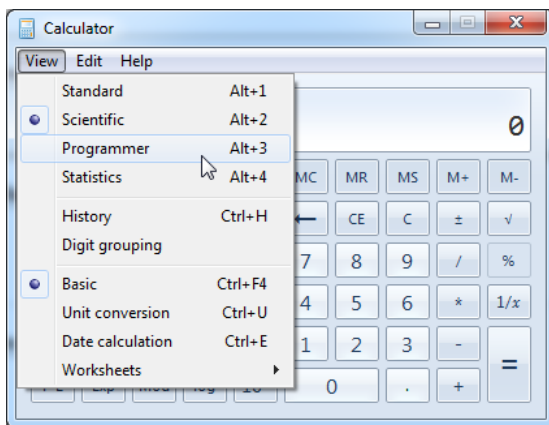 Calculator
View Edit Help
Standard Alt+1
Scientific Alt+2
0
Programmer Alt+3
Statistics Alt+4
MC MR MS M+ M-
History Ctrl+H
← CE C ± √
Digit grouping
7 8 9 / %
Basic Ctrl+F4
Unit conversion Ctrl+U
4 5 6 * 1/x
Date calculation Ctrl+E
1 2 3 - =
Worksheets
0 . +